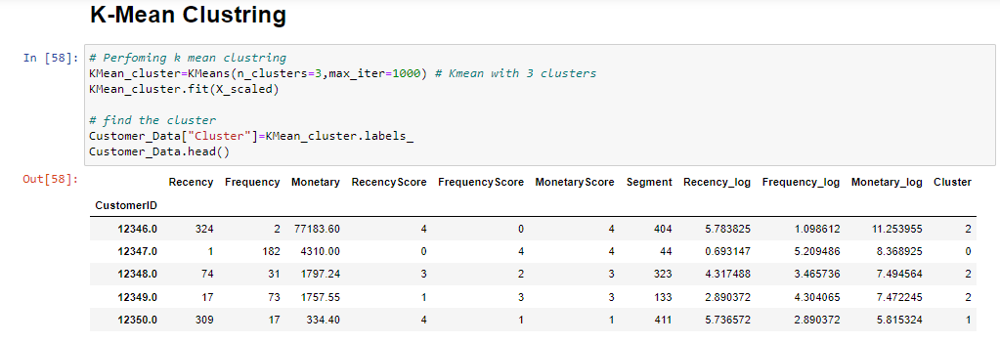 K-Mean Clustring
In [58]: # Perfoming k mean clustring
KMean_cluster=KMeans(n_clusters=3,max_iter=1000) # Kmean with 3 clusters
KMean_cluster.fit(X_scaled)
# find the cluster
Customer_Data["Cluster"]=KMean_cluster.labels_
Customer_Data.head()
Out[58]:
Recency Frequency Monetary RecencyScore FrequencyScore MonetaryScore Segment Recency_log Frequency_log Monetary_log Cluster
CustomerID
12346.0 324 2 77183.60 4 0 4 404 5.783825 1.098612 11.253955 2
12347.0 1 182 4310.00 0 4 4 44 0.693147 5.209486 8.368925 0
12348.0 74 31 1797.24 3 2 3 323 4.317488 3.465736 7.494564 2
12349.0 17 73 1757.55 1 3 3 133 2.890372 4.304065 7.472245 2
12350.0 309 17 334.40 4 1 1 411 5.736572 2.890372 5.815324 1